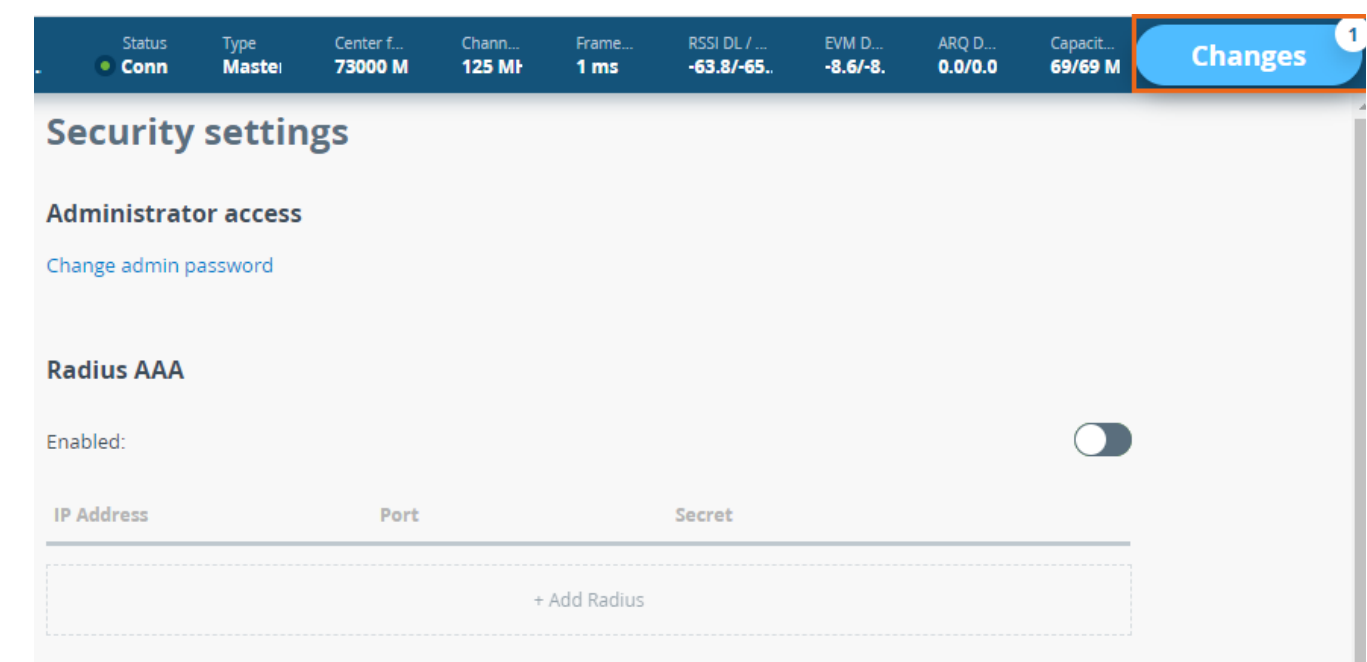 Status Type Center f... Chann... Frame... RSSI DL / ... EVM D... ARQ D... Capacit... 1
Conn Master 73000 M 125 MH 1 ms -63.8/-65.. -8.6/-8. 0.0/0.0 69/69 M Changes
Security settings
Administrator access
Change admin password
Radius AAA
Enabled:
IP Address Port Secret
+ Add Radius